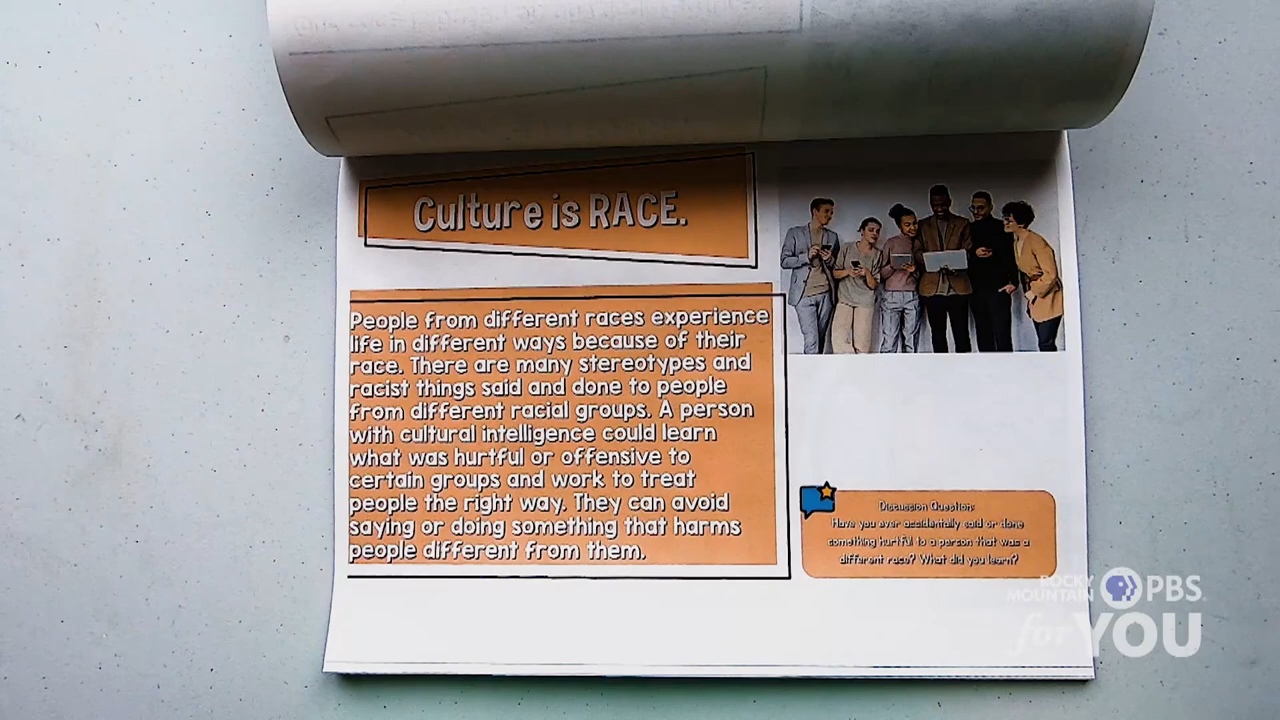 Culture is RACE.
People from different races experience
life in different ways because of their
race. There are many stereotypes and
racist things said and done to people
from different racial groups. A person
with cultural intelligence could learn
what was hurtful or offensive to
certain groups and work to treat
people the right way. They can avoid
saying or doing something that harms
people different from them.
Discussion Question:
Have you ever accidentally said or done
something hurtful to a person that was a
different race? What did you learn?
ROCKY
MOUNTAIN PBS
for YOU